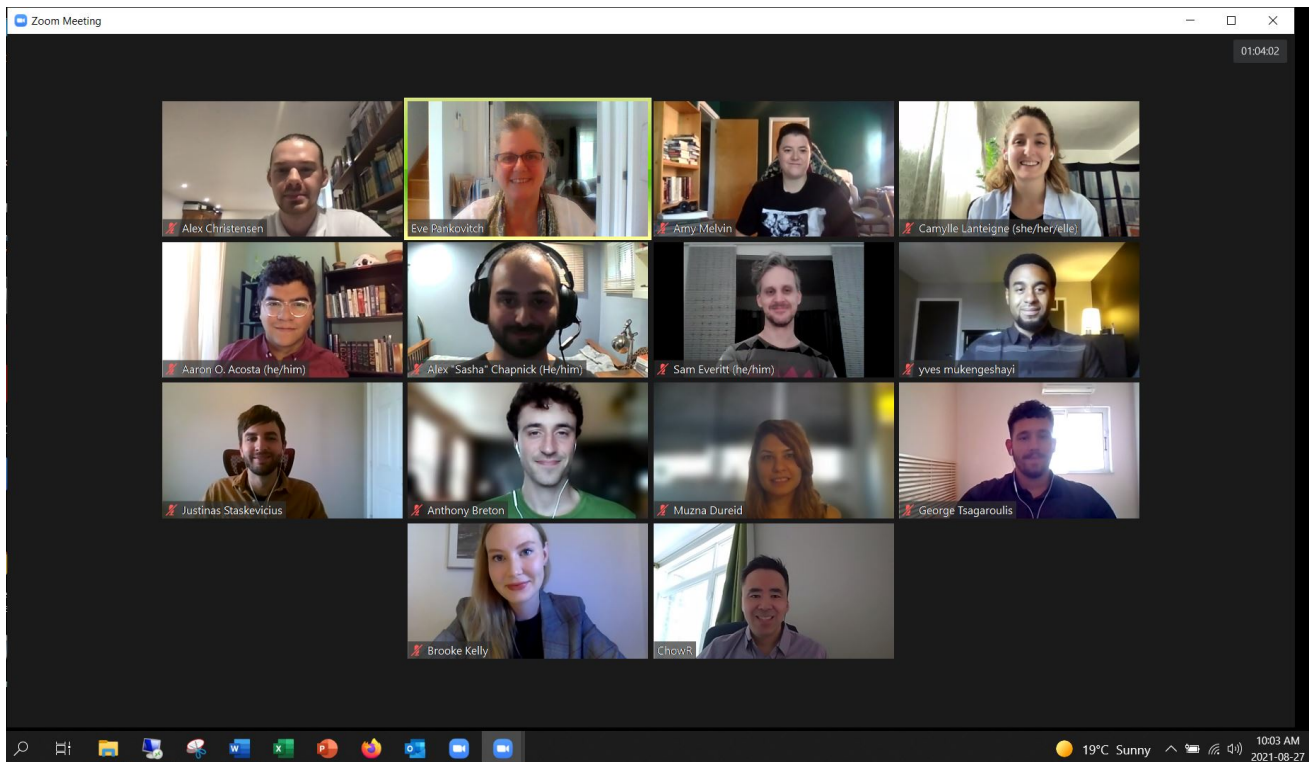 Zoom Meeting
01:04:02
Alex Christensen
Eve Pankovitch
Amy Melvin
Camylle Lanteigne (she/her/elle)
Aaron O. Acosta (he/him)
Alex "Sasha" Chapnick (He/him)
Sam Everitt (he/him)
yves mukengeshayi
Justinas Staskevicius
Anthony Breton
Muzna Dureid
George Tsagaroulis
Brooke Kelly
ChowR
19°C Sunny
10:03 AM
2021-08-27